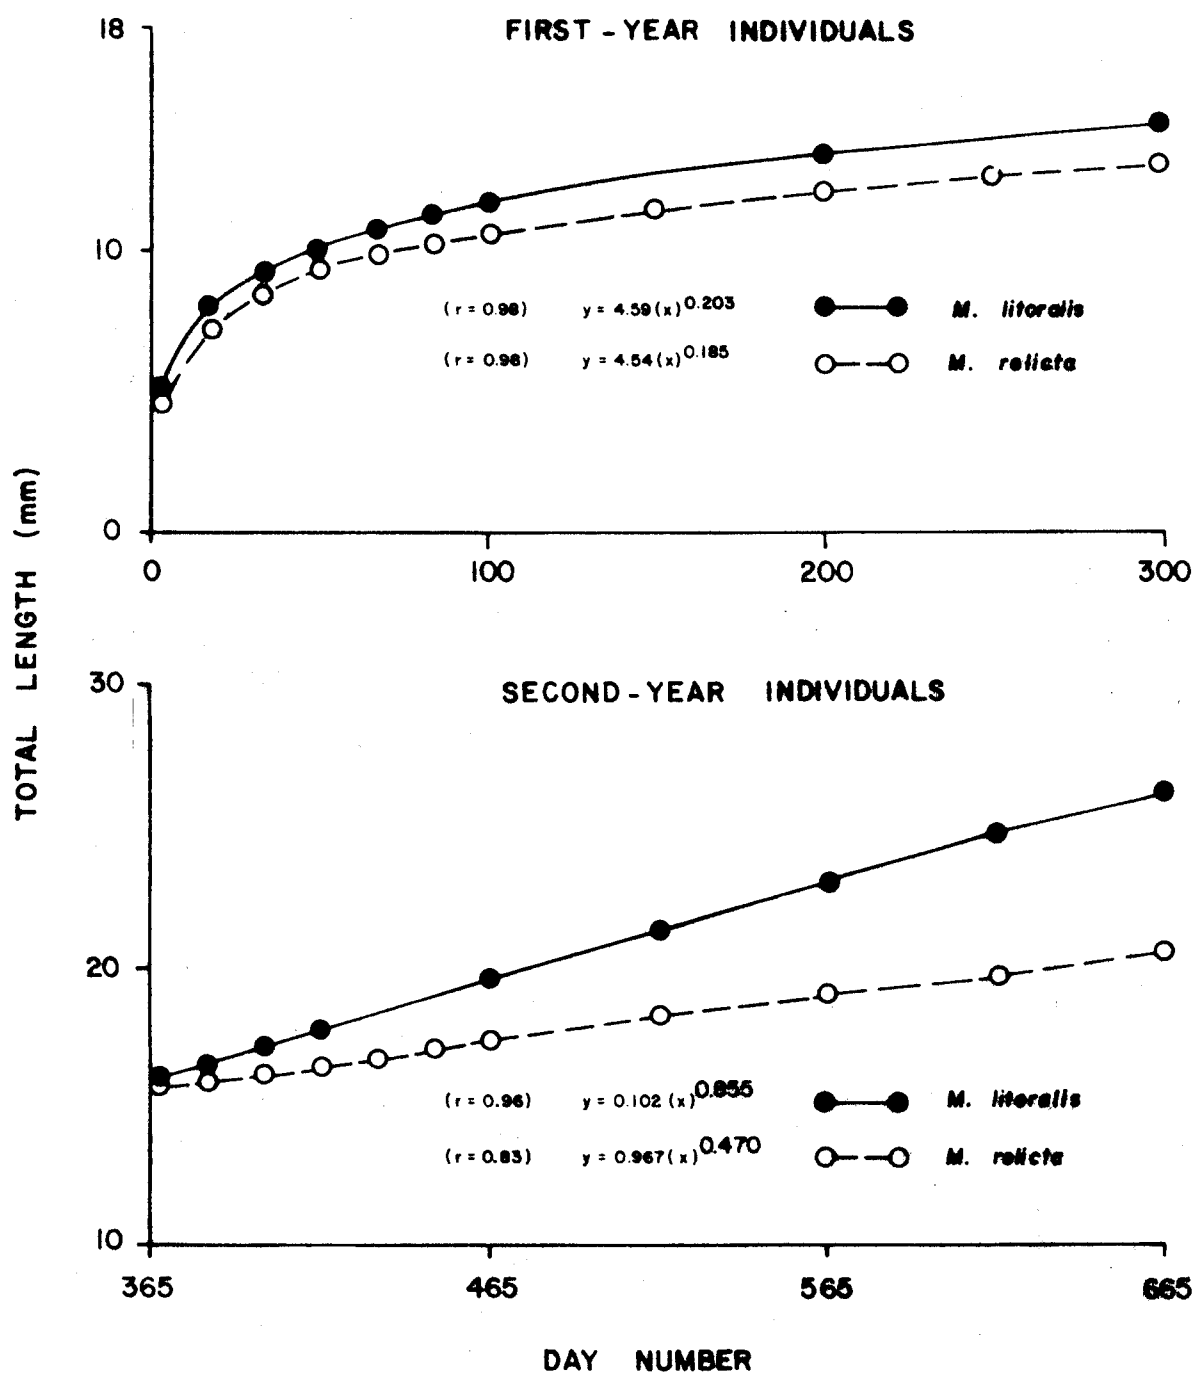 18
FIRST - YEAR INDIVIDUALS
10
(r = 0.98) y = 4.59(x)^0.203 M. litoralis
(r = 0.98) y = 4.54(x)^0.185 M. relicta
0
0 100 200 300
TOTAL LENGTH (mm)
30
SECOND - YEAR INDIVIDUALS
20
(r = 0.96) y = 0.102 (x)^0.855 M. litoralis
(r = 0.83) y = 0.967(x)^0.470 M. relicta
10
365 465 565 665
DAY NUMBER